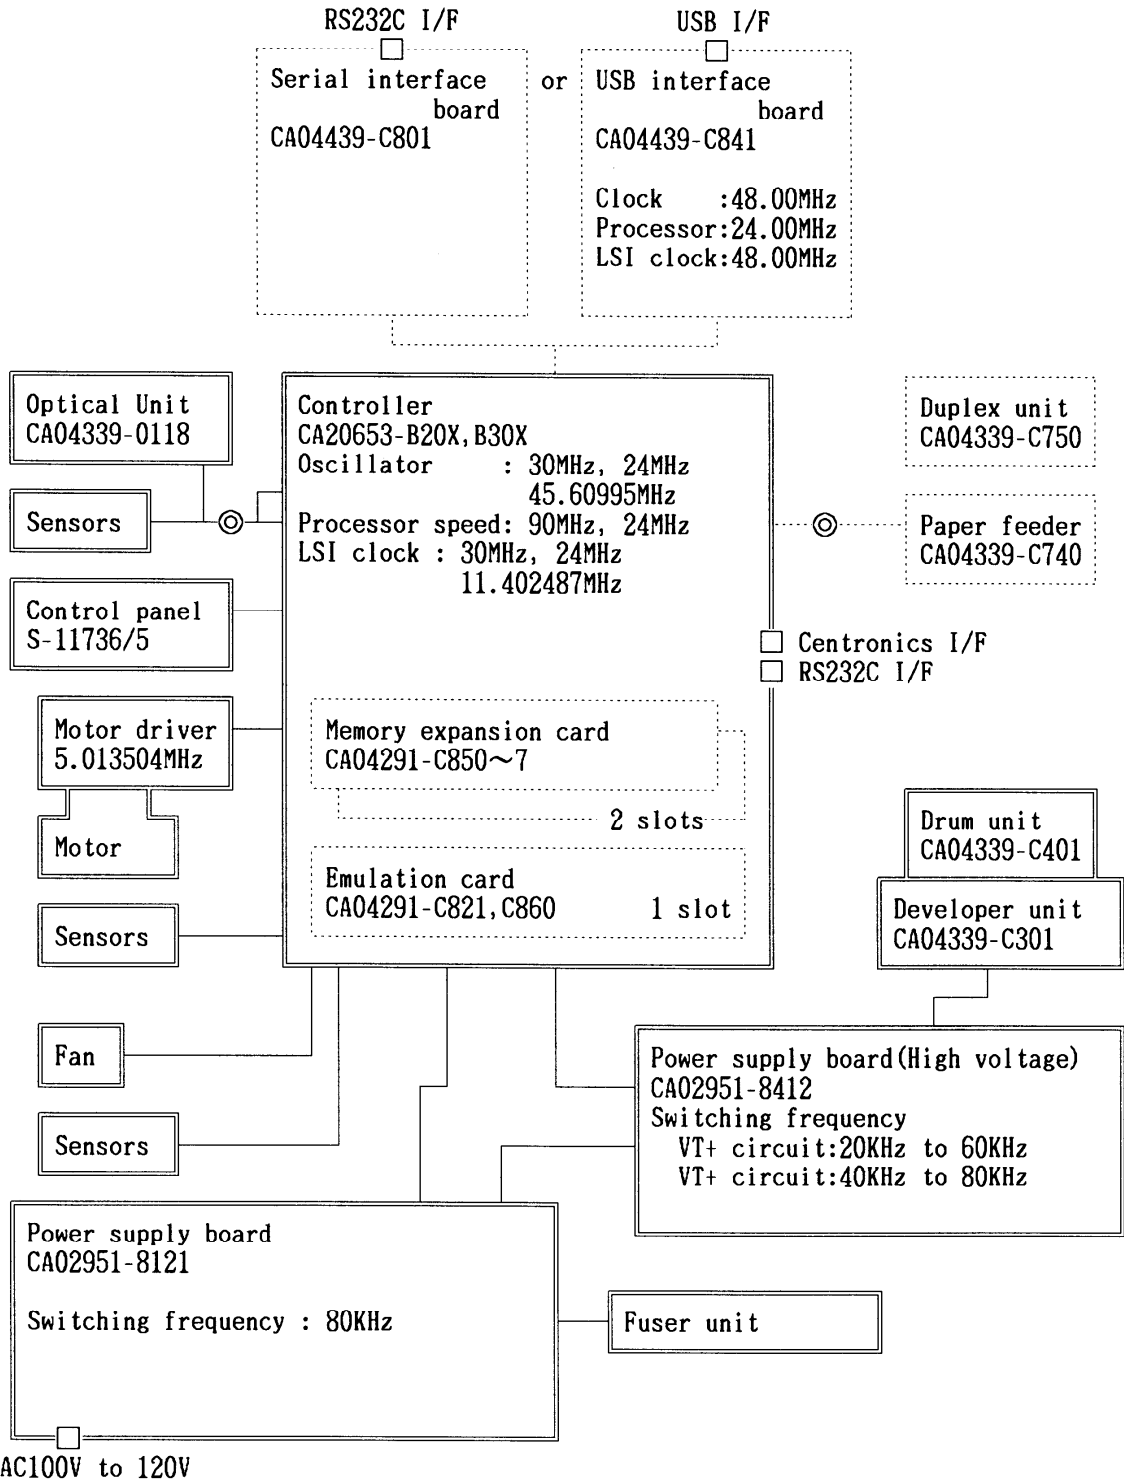 RS232C I/F
USB I/F
Serial interface
board
CA04439-C801
or
USB interface
board
CA04439-C841
Clock :48.00MHz
Processor:24.00MHz
LSI clock:48.00MHz
Optical Unit
CA04339-0118
Sensors
Control panel
S-11736/5
Motor driver
5.013504MHz
Motor
Sensors
Fan
Sensors
Controller
CA20653-B20X,B30X
Oscillator : 30MHz, 24MHz
45.60995MHz
Processor speed: 90MHz, 24MHz
LSI clock : 30MHz, 24MHz
11.402487MHz
Memory expansion card
CA04291-C850～7
2 slots
Emulation card
CA04291-C821,C860 1 slot
Duplex unit
CA04339-C750
Paper feeder
CA04339-C740
Centronics I/F
RS232C I/F
Drum unit
CA04339-C401
Developer unit
CA04339-C301
Power supply board(High voltage)
CA02951-8412
Switching frequency
VT+ circuit:20KHz to 60KHz
VT+ circuit:40KHz to 80KHz
Power supply board
CA02951-8121
Switching frequency : 80KHz
Fuser unit
AC100V to 120V